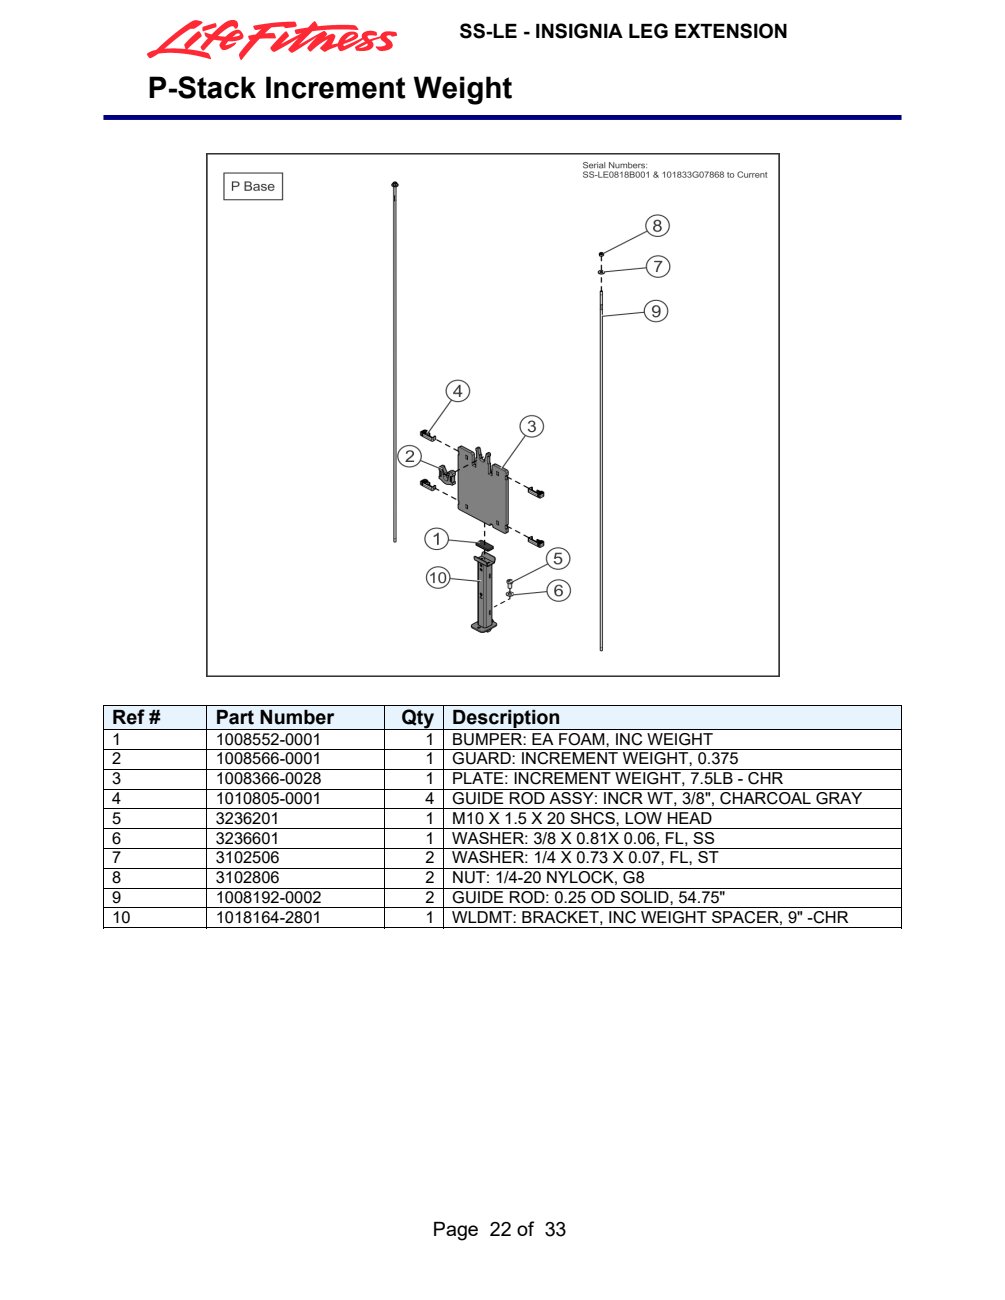 Life Fitness
SS-LE - INSIGNIA LEG EXTENSION
P-Stack Increment Weight
P Base
Serial Numbers:
SS-LE0818B001 & 101833G07868 to Current
8
7
9
4
3
2
1
5
10
6
Ref # Part Number Qty Description
1 1008552-0001 1 BUMPER: EA FOAM, INC WEIGHT
2 1008566-0001 1 GUARD: INCREMENT WEIGHT, 0.375
3 1008366-0028 1 PLATE: INCREMENT WEIGHT, 7.5LB - CHR
4 1010805-0001 4 GUIDE ROD ASSY: INCR WT, 3/8", CHARCOAL GRAY
5 3236201 1 M10 X 1.5 X 20 SHCS, LOW HEAD
6 3236601 1 WASHER: 3/8 X 0.81X 0.06, FL, SS
7 3102506 2 WASHER: 1/4 X 0.73 X 0.07, FL, ST
8 3102806 2 NUT: 1/4-20 NYLOCK, G8
9 1008192-0002 2 GUIDE ROD: 0.25 OD SOLID, 54.75"
10 1018164-2801 1 WLDMT: BRACKET, INC WEIGHT SPACER, 9" -CHR
Page 22 of 33